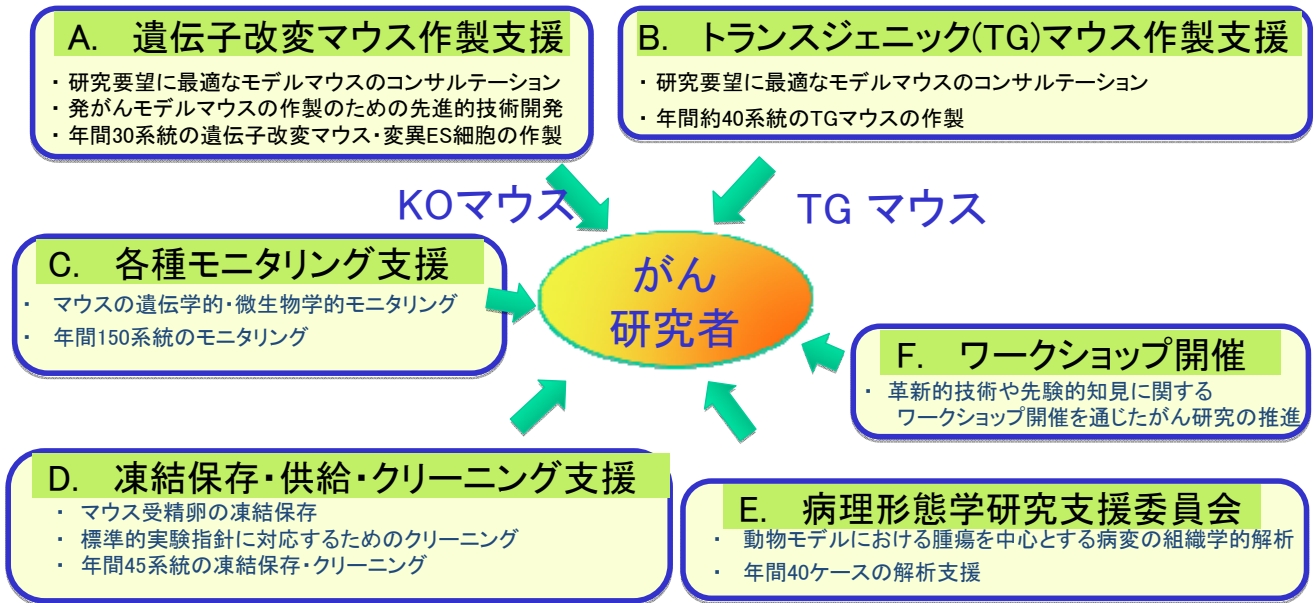 A. 遺伝子改変マウス作製支援
・ 研究要望に最適なモデルマウスのコンサルテーション
・ 発がんモデルマウスの作製のための先進的技術開発
・ 年間30系統の遺伝子改変マウス・変異ES細胞の作製
B. トランスジェニック(TG)マウス作製支援
・ 研究要望に最適なモデルマウスのコンサルテーション
・ 年間約40系統のTGマウスの作製
KOマウス
TG マウス
C. 各種モニタリング支援
・ マウスの遺伝学的・微生物学的モニタリング
・ 年間150系統のモニタリング
がん
研究者
F. ワークショップ開催
・ 革新的技術や先験的知見に関する
ワークショップ開催を通じたがん研究の推進
D. 凍結保存・供給・クリーニング支援
・ マウス受精卵の凍結保存
・ 標準的実験指針に対応するためのクリーニング
・ 年間45系統の凍結保存・クリーニング
E. 病理形態学研究支援委員会
・ 動物モデルにおける腫瘍を中心とする病変の組織学的解析
・ 年間40ケースの解析支援